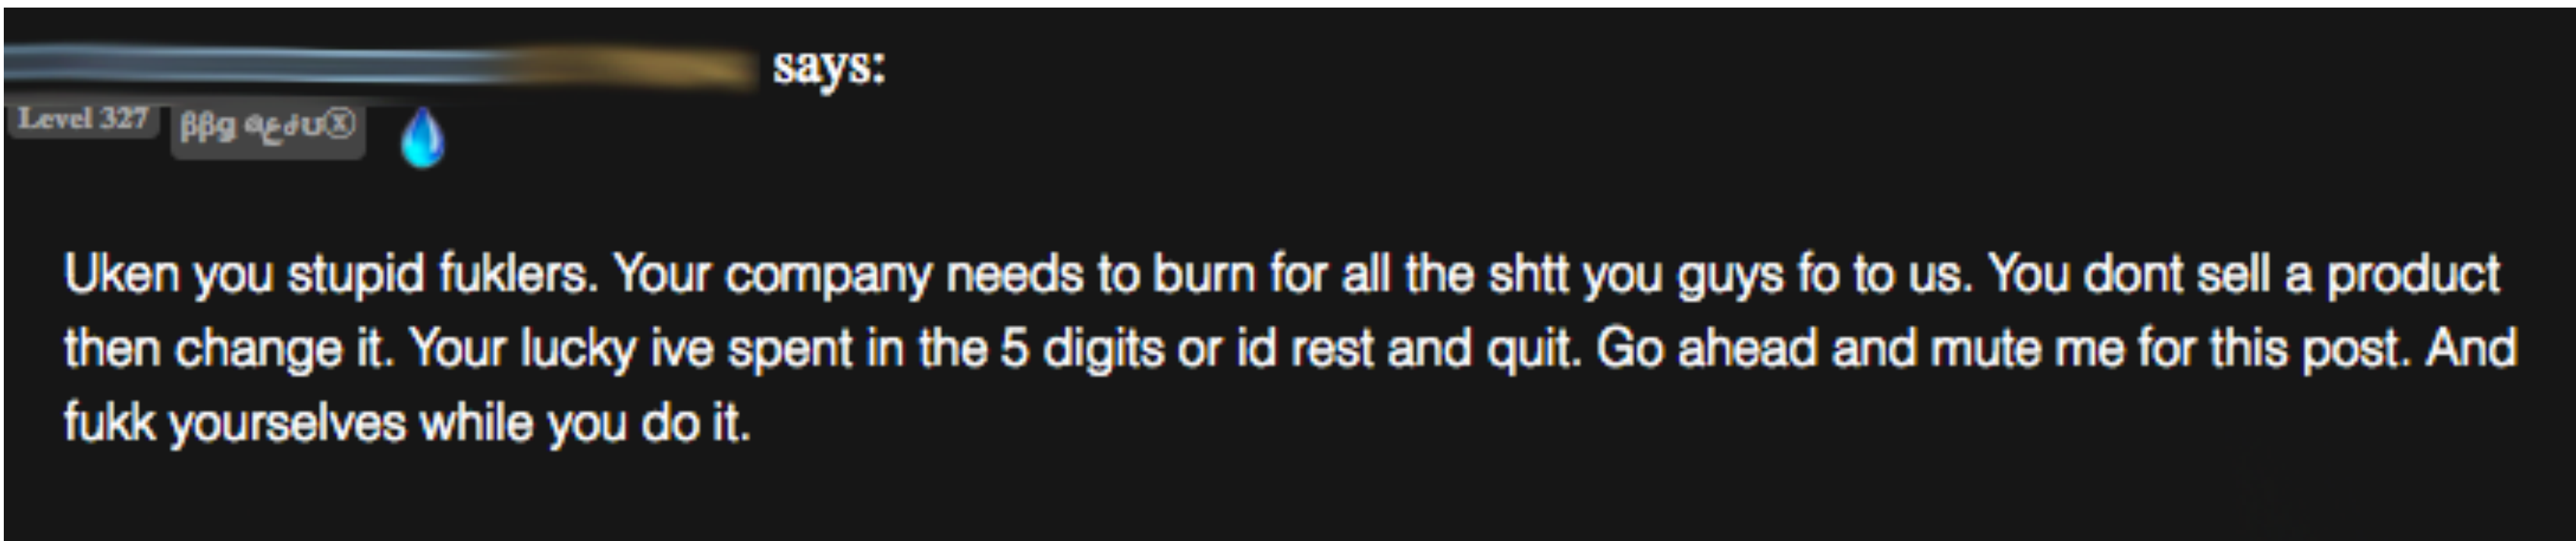 says:
Level 327
Uken you stupid fuklers. Your company needs to burn for all the shtt you guys fo to us. You dont sell a product
then change it. Your lucky ive spent in the 5 digits or id rest and quit. Go ahead and mute me for this post. And
fukk yourselves while you do it.